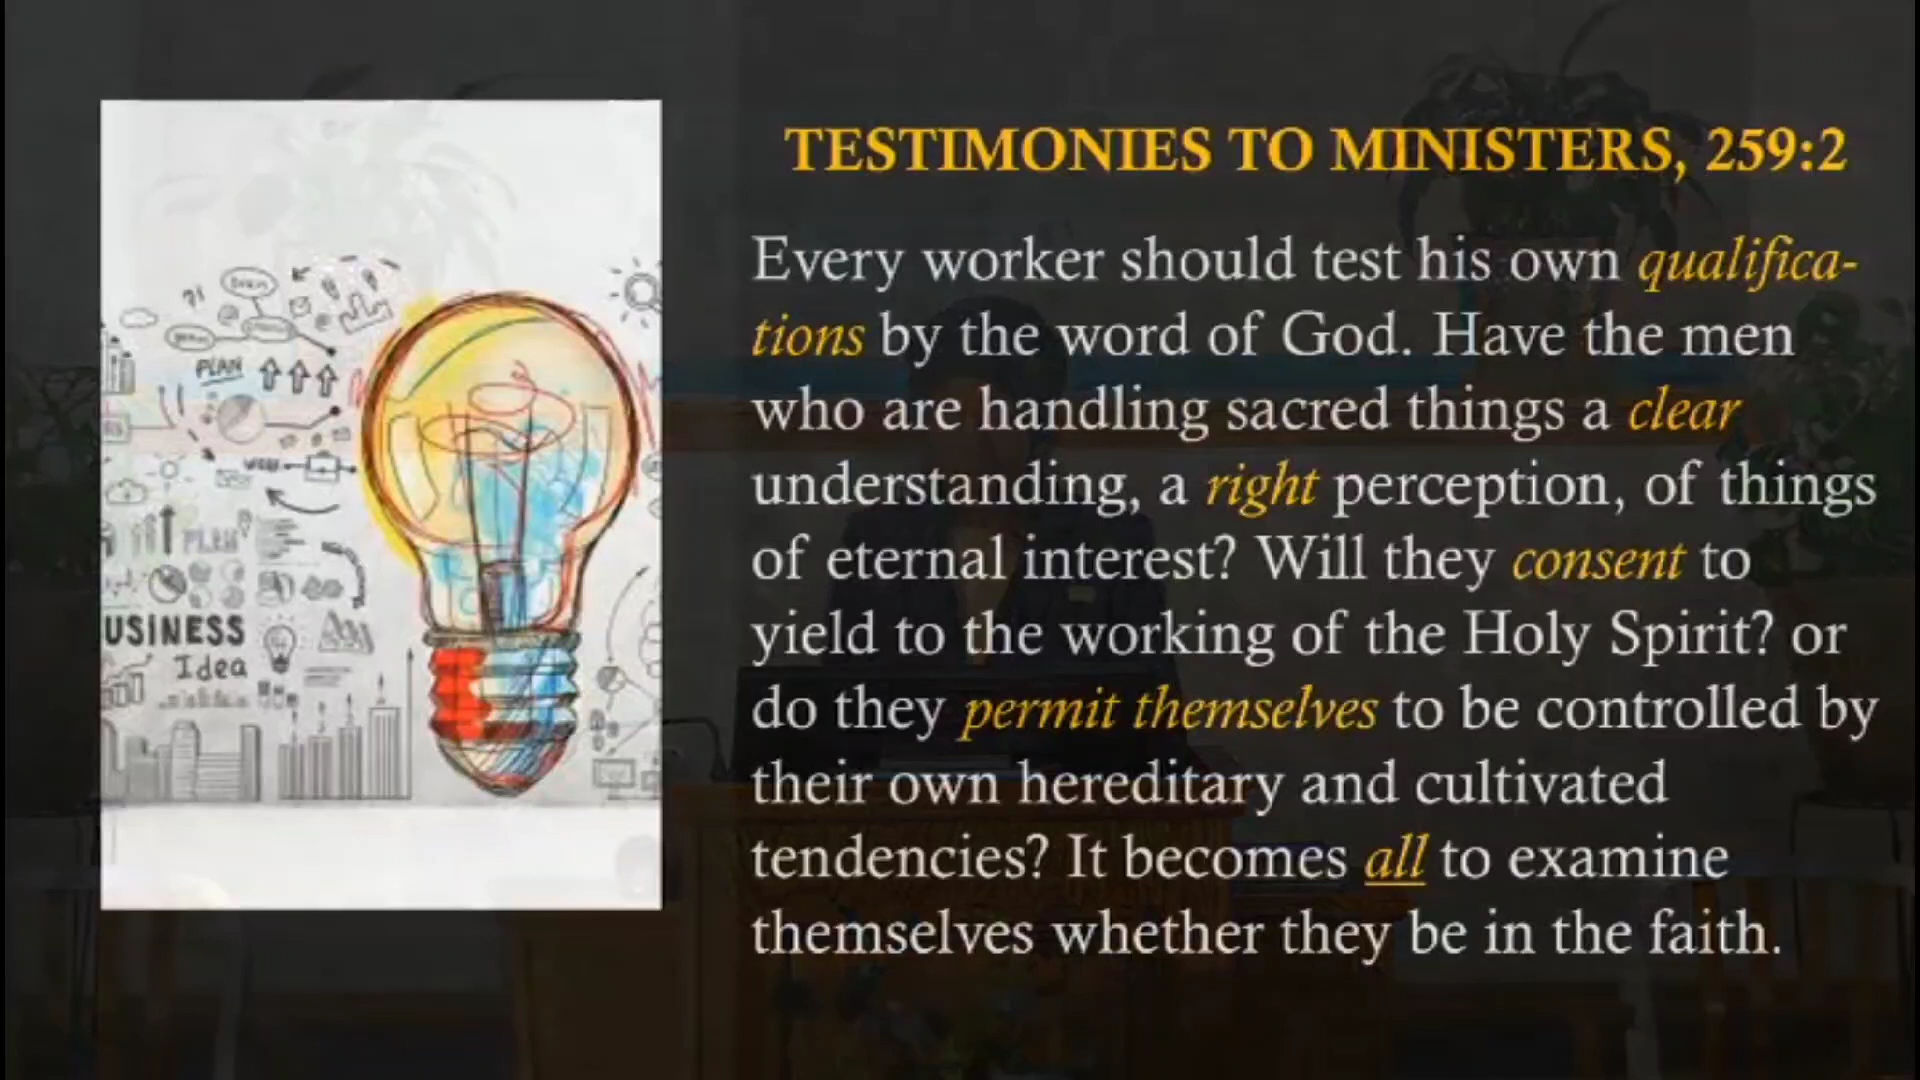 TESTIMONIES TO MINISTERS, 259:2
Every worker should test his own qualifica-
tions by the word of God. Have the men
who are handling sacred things a clear
understanding, a right perception, of things
of eternal interest? Will they consent to
yield to the working of the Holy Spirit? or
do they permit themselves to be controlled by
their own hereditary and cultivated
tendencies? It becomes all to examine
themselves whether they be in the faith.
PLAN
PLAN
USINESS
Idea